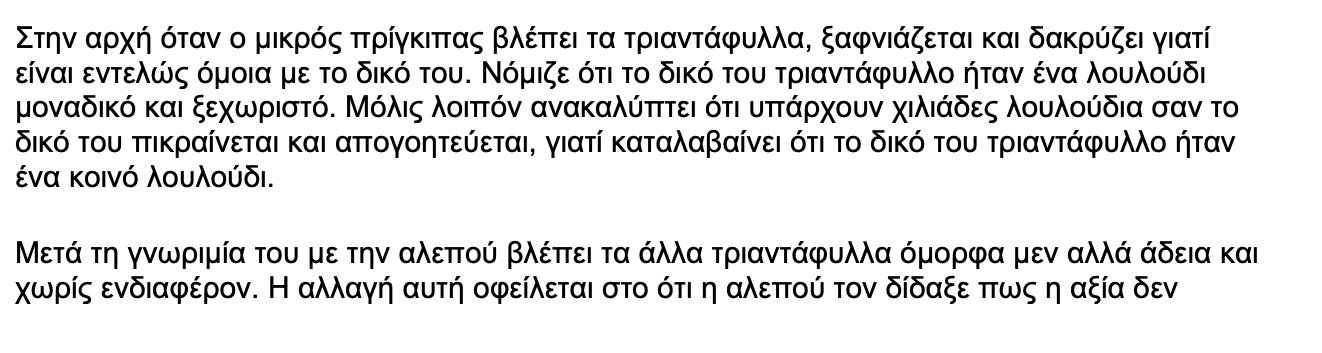 Στην αρχή όταν ο μικρός πρίγκιπας βλέπει τα τριαντάφυλλα, ξαφνιάζεται και δακρύζει γιατί
είναι εντελώς όμοια με το δικό του. Νόμιζε ότι το δικό του τριαντάφυλλο ήταν ένα λουλούδι
μοναδικό και ξεχωριστό. Μόλις λοιπόν ανακαλύπτει ότι υπάρχουν χιλιάδες λουλούδια σαν το
δικό του πικραίνεται και απογοητεύεται, γιατί καταλαβαίνει ότι το δικό του τριαντάφυλλο ήταν
ένα κοινό λουλούδι.
Μετά τη γνωριμία του με την αλεπού βλέπει τα άλλα τριαντάφυλλα όμορφα μεν αλλά άδεια και
χωρίς ενδιαφέρον. Η αλλαγή αυτή οφείλεται στο ότι η αλεπού τον δίδαξε πως η αξία δεν